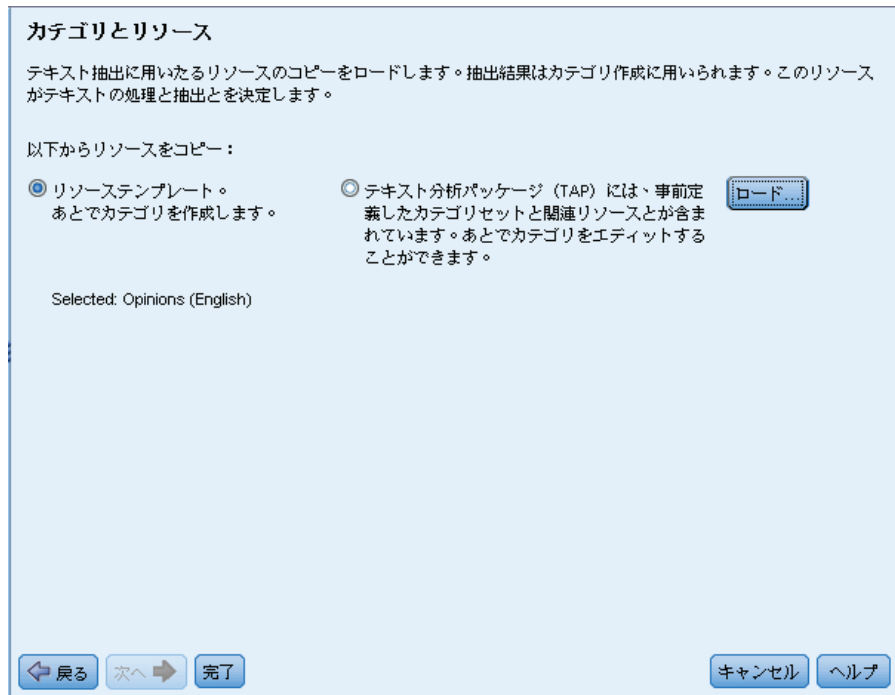 カテゴリとリソース
テキスト抽出に用いたるリソースのコピーをロードします。抽出結果はカテゴリ作成に用いられます。このリソース
がテキストの処理と抽出とを決定します。
以下からリソースをコピー：
リソーステンプレート。
あとでカテゴリを作成します。
テキスト分析パッケージ（TAP）には、事前定
義したカテゴリセットと関連リソースとが含ま
れています。あとでカテゴリをエディットする
ことができます。
ロード...
Selected: Opinions (English)
戻る
次へ
完了
キャンセル
ヘルプ